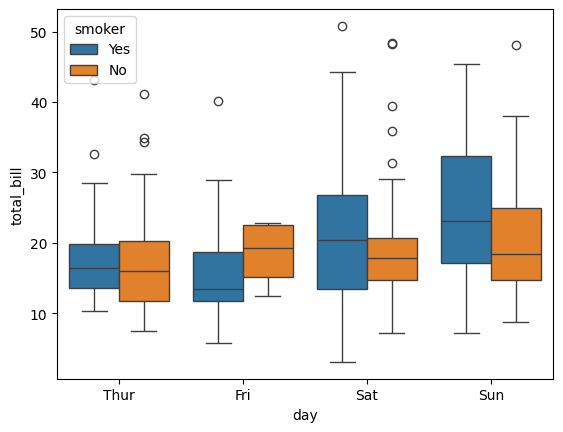 smoker
Yes
No
50
40
30
20
10
total_bill
Thur
Fri
Sat
Sun
day